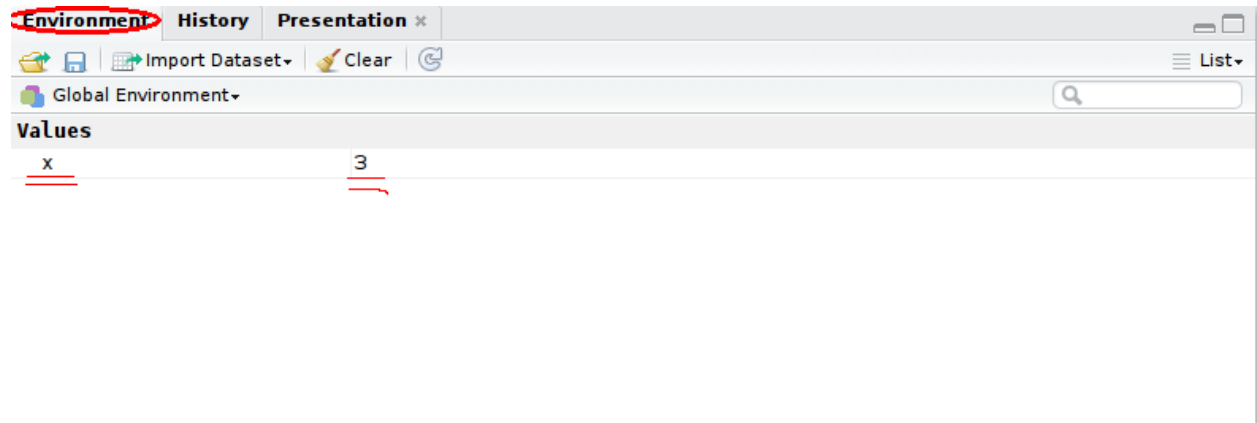 Environment History Presentation
Import Dataset Clear List
Global Environment
Values
x 3